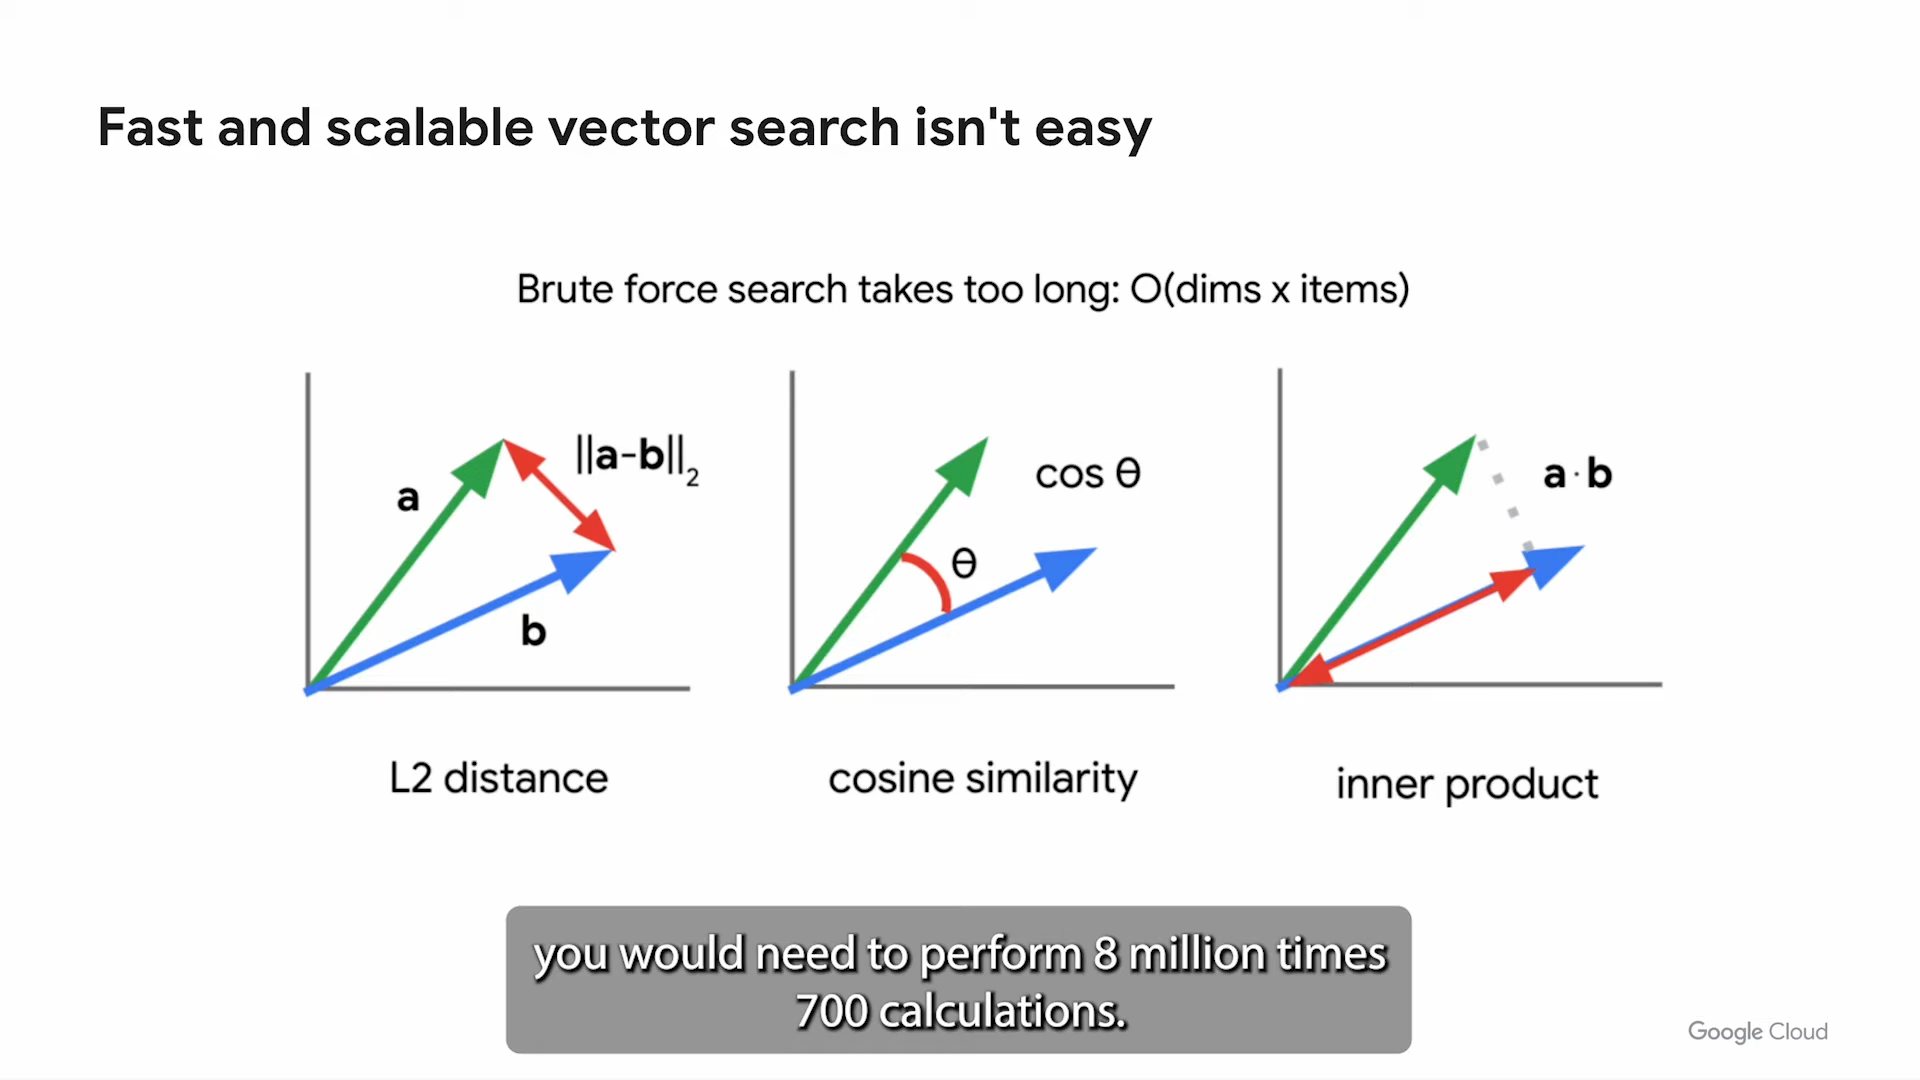 Fast and scalable vector search isn't easy
Brute force search takes too long: O(dims x items)
a
||a-b||₂
b
L2 distance
cos θ
θ
cosine similarity
a · b
inner product
you would need to perform 8 million times
700 calculations.
Google Cloud